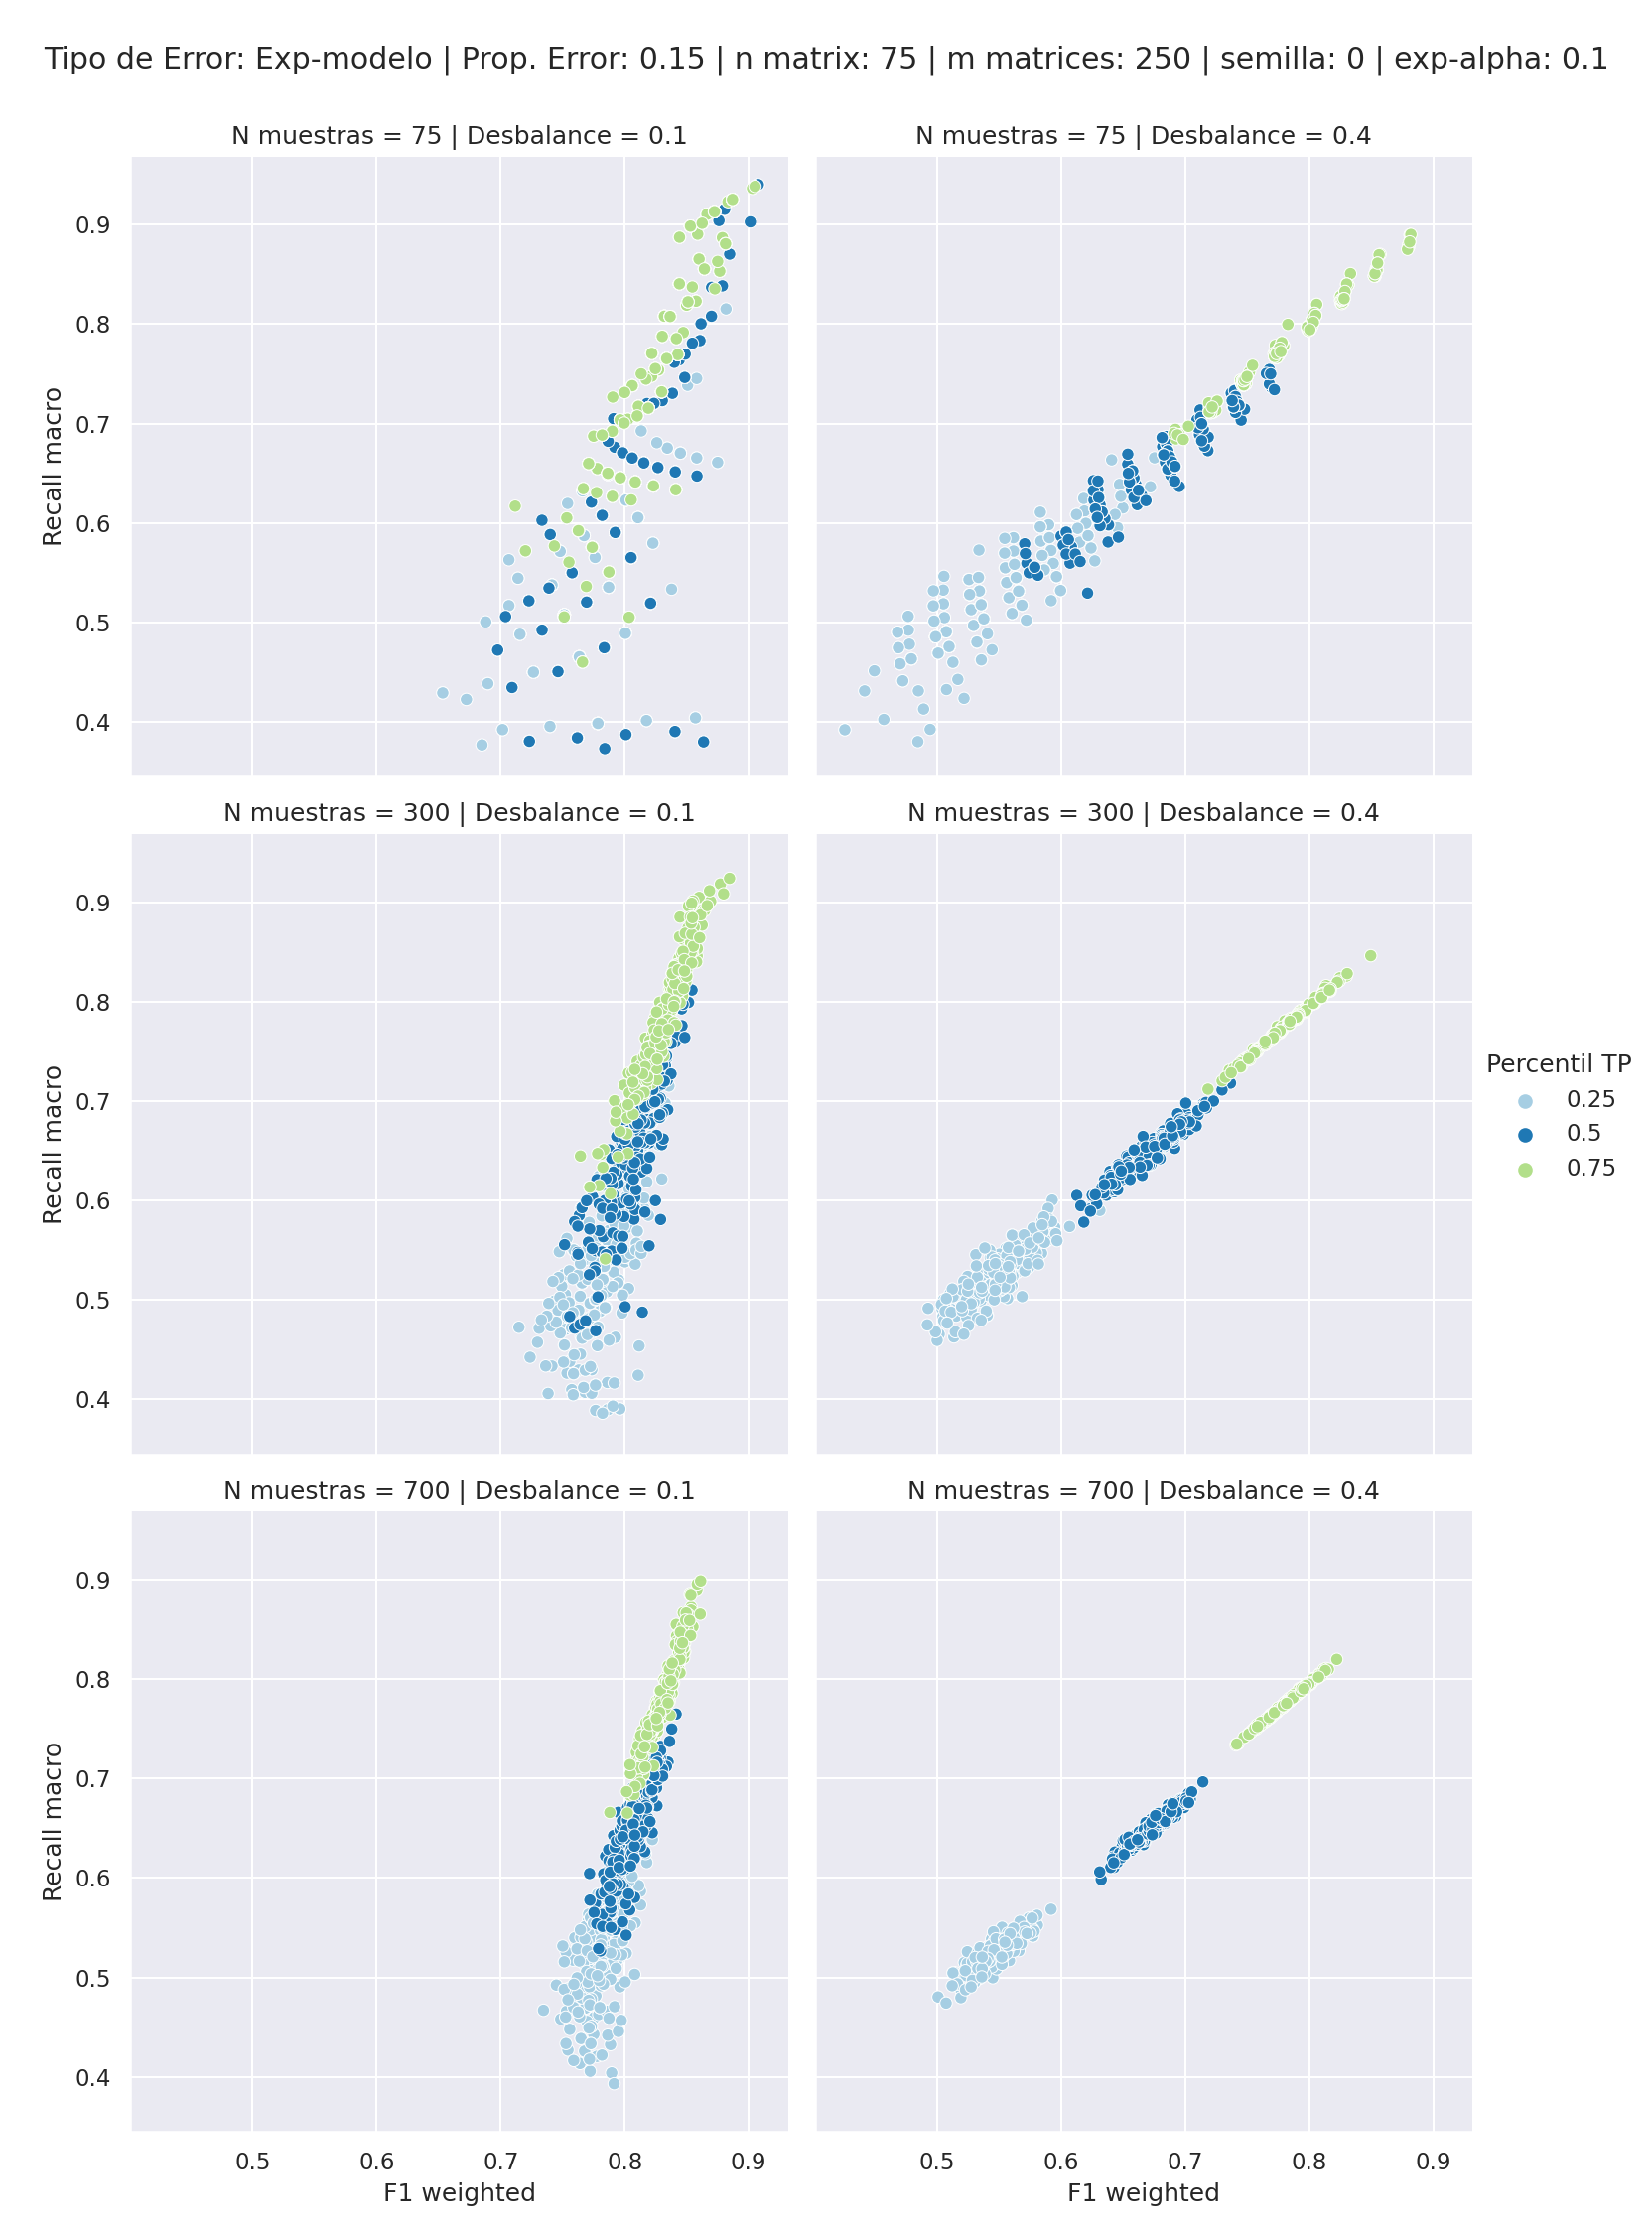 Tipo de Error: Exp-modelo | Prop. Error: 0.15 | n matrix: 75 | m matrices: 250 | semilla: 0 | exp-alpha: 0.1
N muestras = 75 | Desbalance = 0.1
N muestras = 75 | Desbalance = 0.4
0.9
0.8
0.7
0.6
0.5
0.4
Recall macro
N muestras = 300 | Desbalance = 0.1
N muestras = 300 | Desbalance = 0.4
0.9
0.8
0.7
0.6
0.5
0.4
Recall macro
Percentil TP
0.25
0.5
0.75
N muestras = 700 | Desbalance = 0.1
N muestras = 700 | Desbalance = 0.4
0.9
0.8
0.7
0.6
0.5
0.4
Recall macro
0.5 0.6 0.7 0.8 0.9
0.5 0.6 0.7 0.8 0.9
F1 weighted
F1 weighted